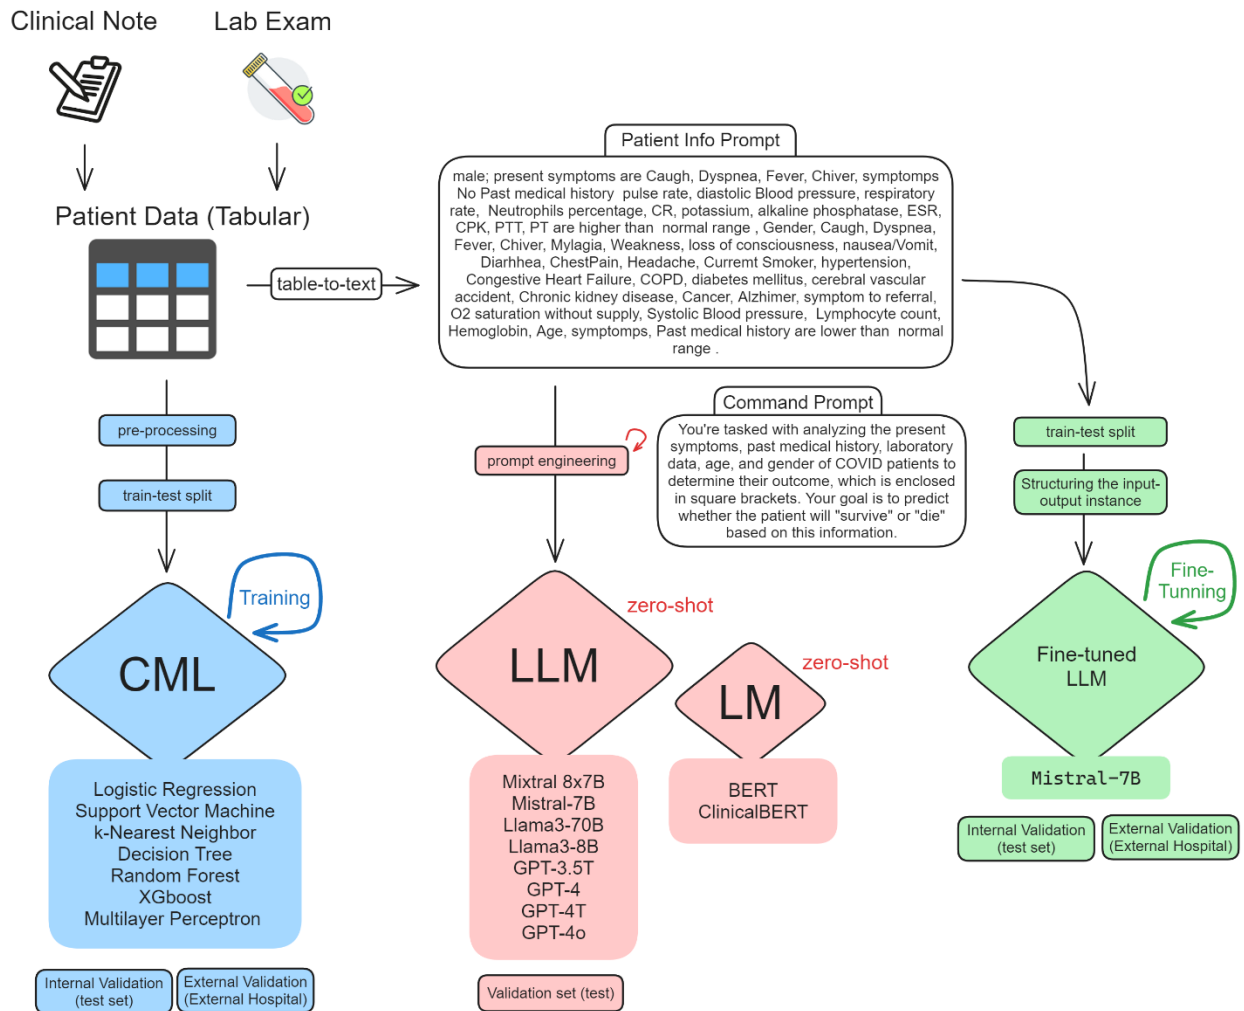 Clinical Note
Lab Exam
Patient Data (Tabular)
table-to-text
Patient Info Prompt
male; present symptoms are Caugh, Dyspnea, Fever, Chiver, symptomps
No Past medical history  pulse rate, diastolic Blood pressure, respiratory
rate,  Neutrophils percentage, CR, potassium, alkaline phosphatase, ESR,
CPK, PTT, PT are higher than  normal range , Gender, Caugh, Dyspnea,
Fever, Chiver, Mylagia, Weakness, loss of consciousness, nausea/Vomit,
Diarhhea, ChestPain, Headache, Curremt Smoker, hypertension,
Congestive Heart Failure, COPD, diabetes mellitus, cerebral vascular
accident, Chronic kidney disease, Cancer, Alzhimer, symptom to referral,
O2 saturation without supply, Systolic Blood pressure,  Lymphocyte count,
Hemoglobin, Age, symptomps, Past medical history are lower than  normal
range .
pre-processing
train-test split
Training
CML
Logistic Regression
Support Vector Machine
k-Nearest Neighbor
Decision Tree
Random Forest
XGboost
Multilayer Perceptron
Internal Validation
(test set)
External Validation
(External Hospital)
prompt engineering
Command Prompt
You're tasked with analyzing the present
symptoms, past medical history, laboratory
data, age, and gender of COVID patients to
determine their outcome, which is enclosed
in square brackets. Your goal is to predict
whether the patient will "survive" or "die"
based on this information.
zero-shot
LLM
Mixtral 8x7B
Mistral-7B
Llama3-70B
Llama3-8B
GPT-3.5T
GPT-4
GPT-4T
GPT-4o
Validation set (test)
zero-shot
LM
BERT
ClinicalBERT
train-test split
Structuring the input-
output instance
Fine-
Tunning
Fine-tuned
LLM
Mistral-7B
Internal Validation
(test set)
External Validation
(External Hospital)